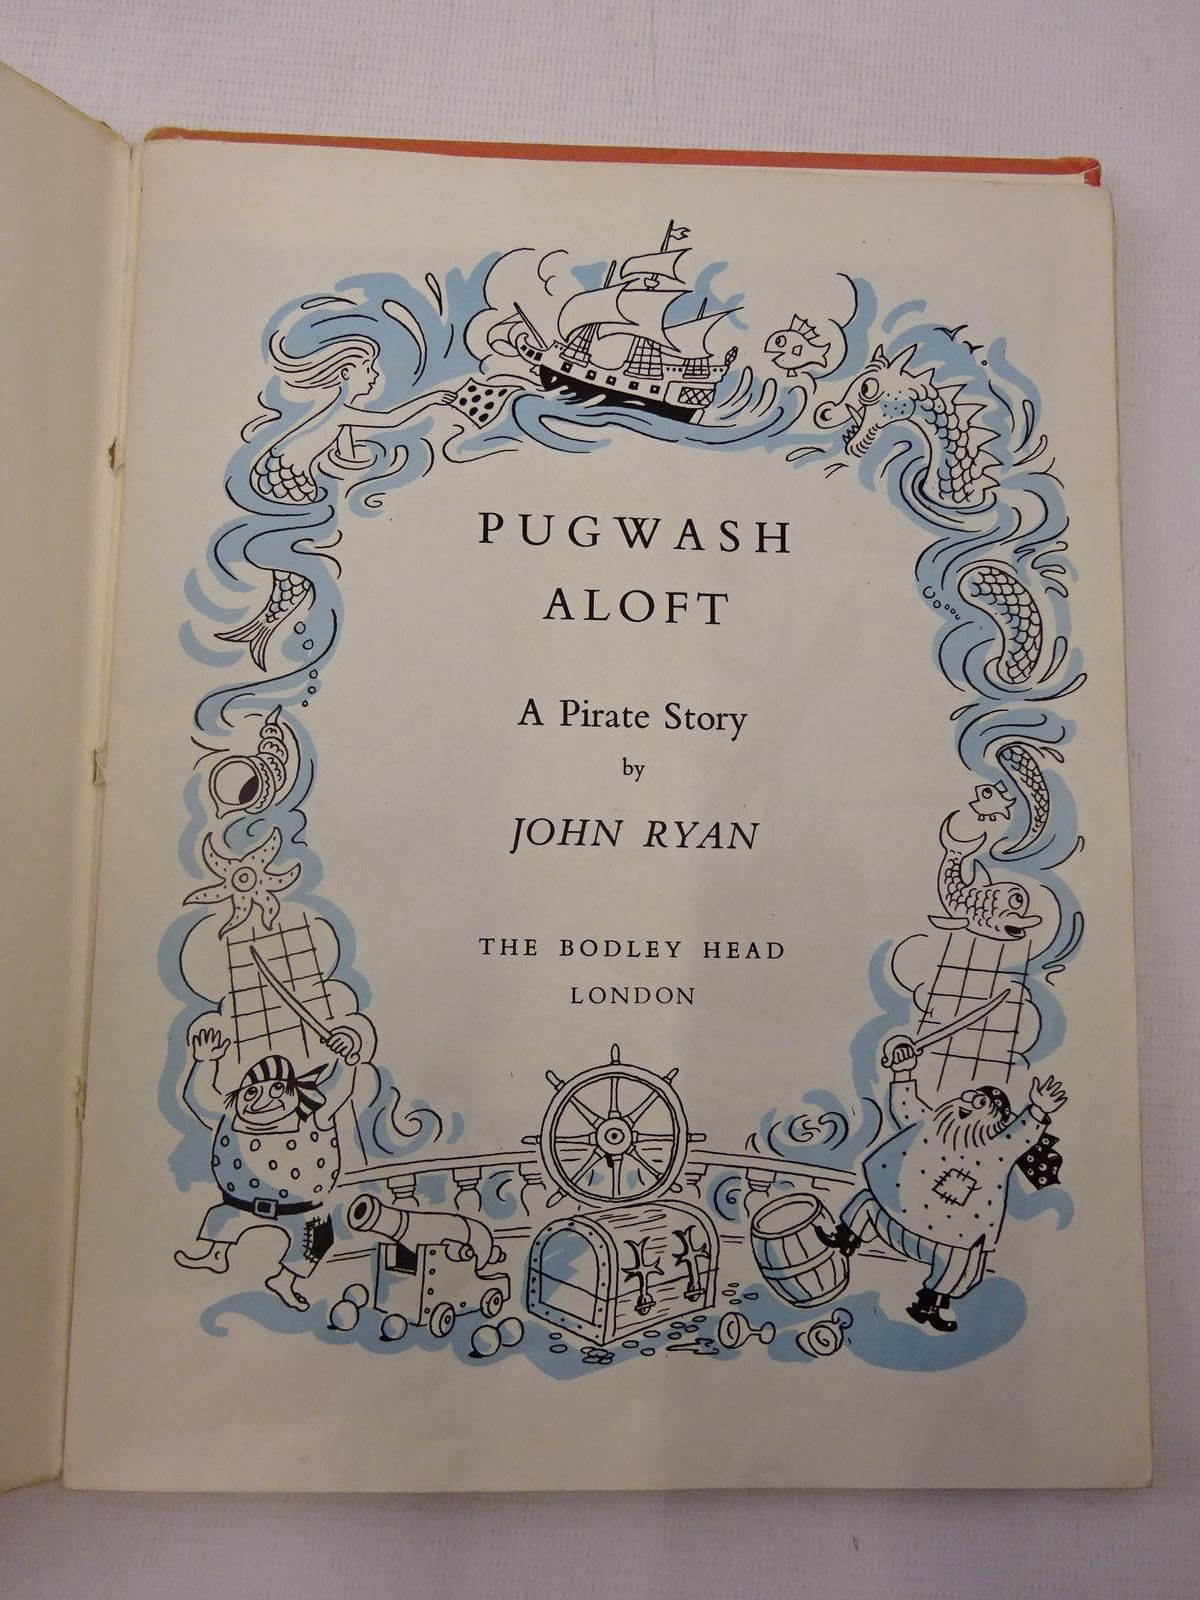 PUGWASH
ALOFT
A Pirate Story
by
JOHN RYAN
THE BODLEY HEAD
LONDON